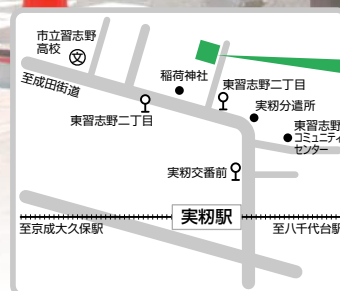 市立習志野
高校
文
至成田街道
稲荷神社
東習志野二丁目
東習志野二丁目
実籾分遣所
東習志野
コミュニティ
センター
実籾交番前
実籾駅
至京成大久保駅
至八千代台駅